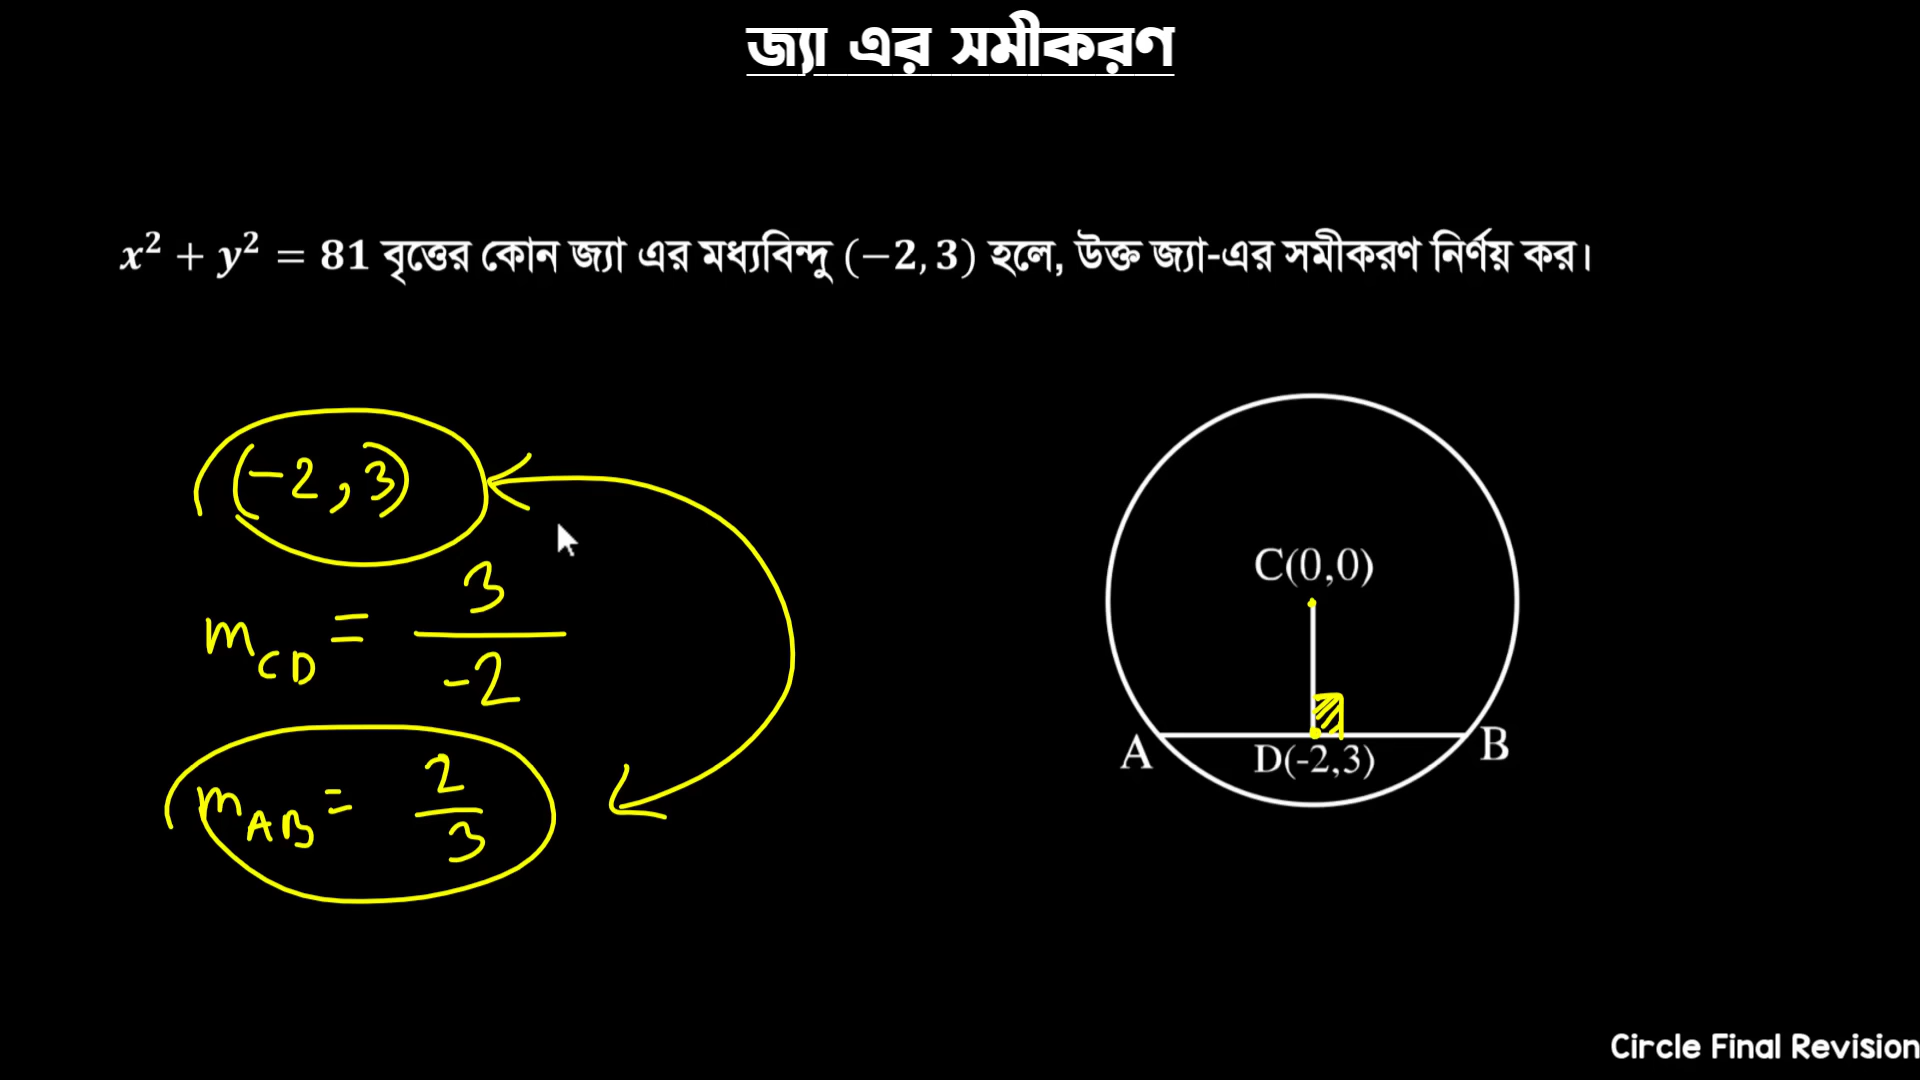 জ্যা এর সমীকরণ
x² + y² = 81 বৃত্তের কোন জ্যা এর মধ্যবিন্দু (−2, 3) হলে, উক্ত জ্যা-এর সমীকরণ নির্ণয় কর।
(-2, 3)
m_CD = 3/-2
m_AB = 2/3
C(0,0)
A
D(-2,3)
B
Circle Final Revision